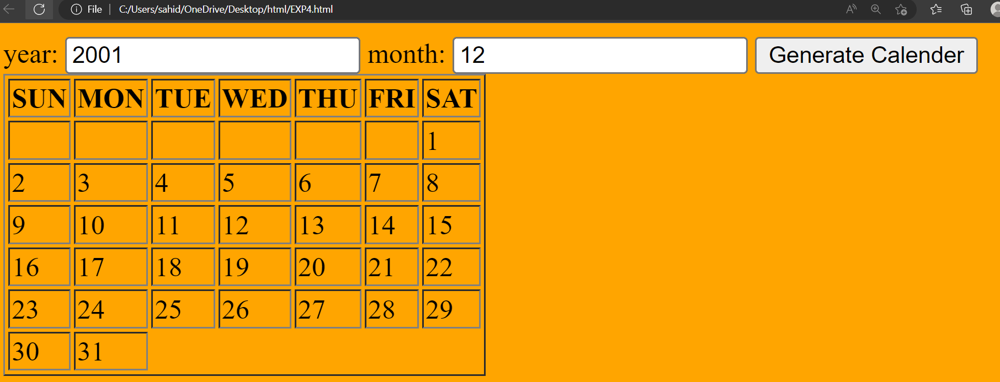 File | C:/Users/sahid/OneDrive/Desktop/html/EXP4.html
year: 2001 month: 12 Generate Calender
SUN MON TUE WED THU FRI SAT
1
2 3 4 5 6 7 8
9 10 11 12 13 14 15
16 17 18 19 20 21 22
23 24 25 26 27 28 29
30 31